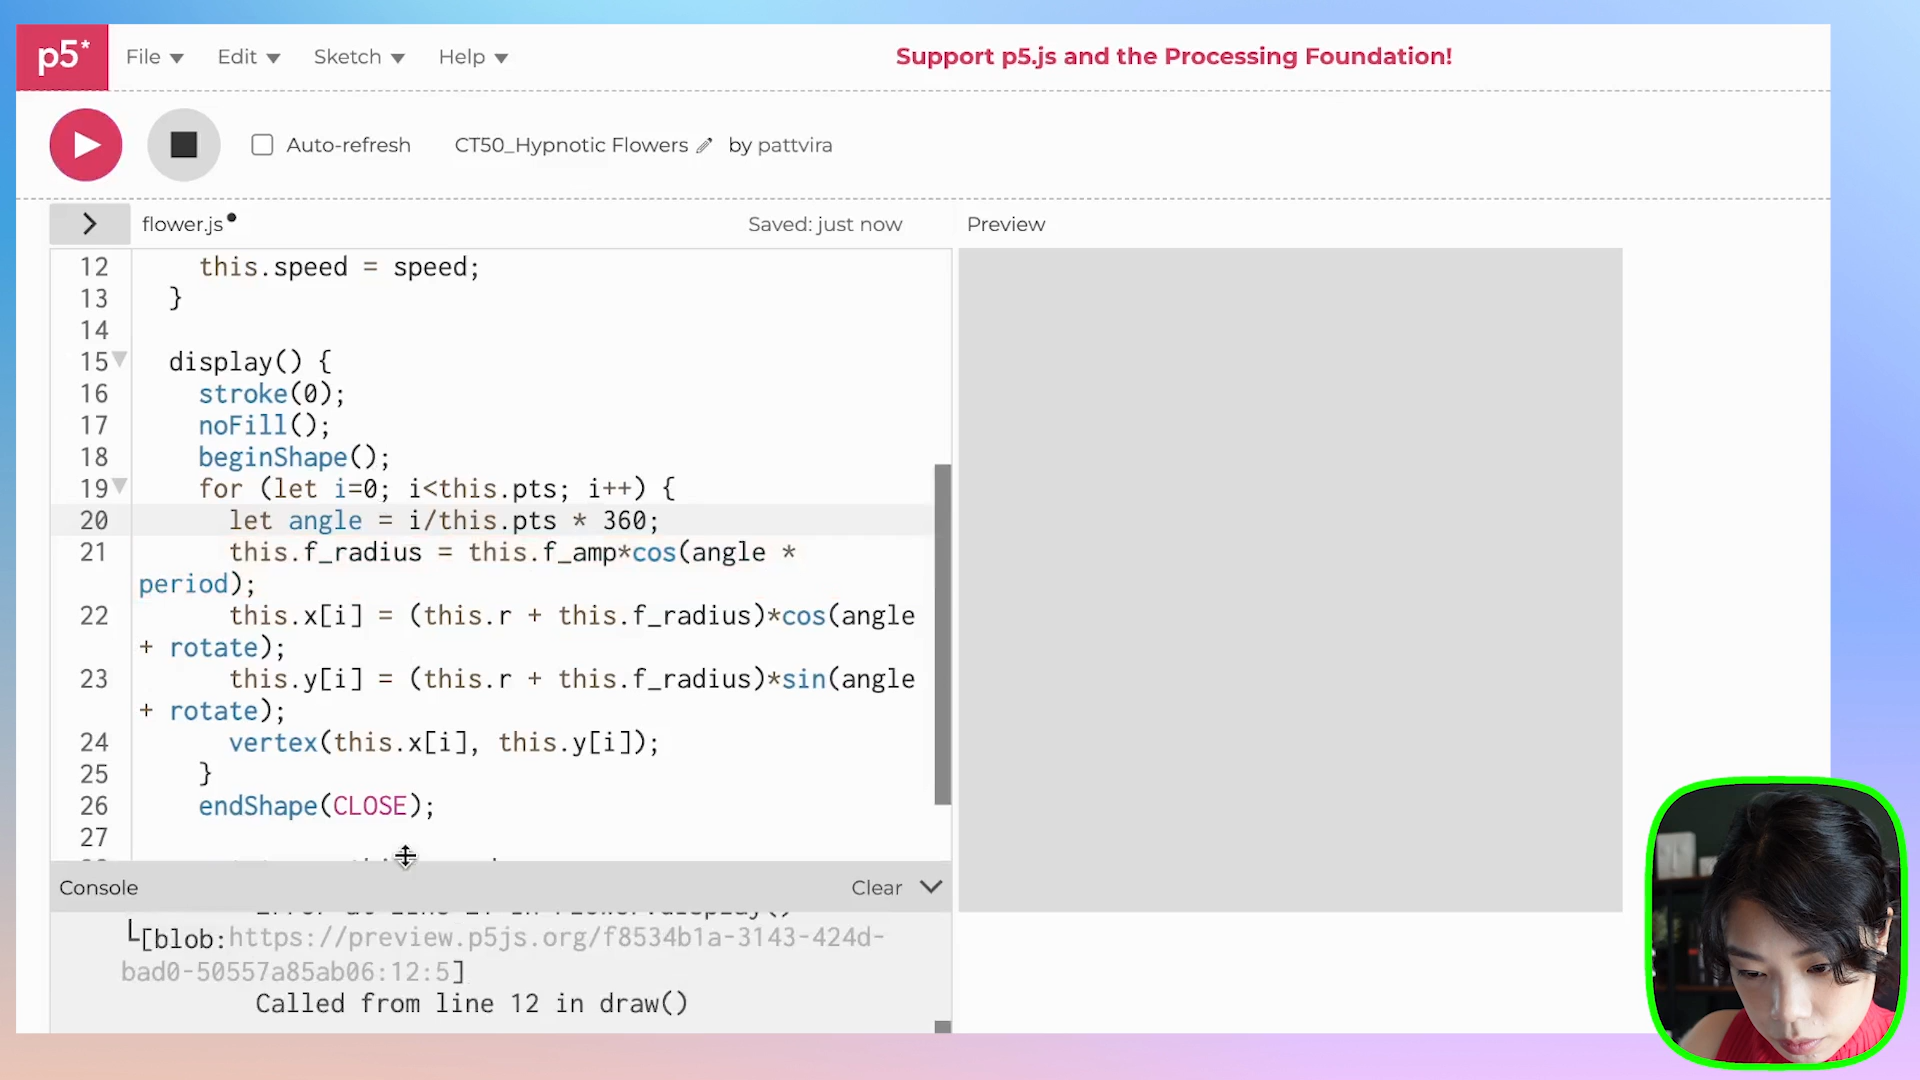 p5*
File
Edit
Sketch
Help
Support p5.js and the Processing Foundation!
Auto-refresh
CT50_Hypnotic Flowers
by pattvira
flower.js
Saved: just now
Preview
12 this.speed = speed;
13 }
14
15 display() {
16 stroke(0);
17 noFill();
18 beginShape();
19 for (let i=0; i<this.pts; i++) {
20 let angle = i/this.pts * 360;
21 this.f_radius = this.f_amp*cos(angle *
period);
22 this.x[i] = (this.r + this.f_radius)*cos(angle
+ rotate);
23 this.y[i] = (this.r + this.f_radius)*sin(angle
+ rotate);
24 vertex(this.x[i], this.y[i]);
25 }
26 endShape(CLOSE);
27
Console
Clear
└[blob:https://preview.p5js.org/f8534b1a-3143-424d-
bad0-50557a85ab06:12:5]
Called from line 12 in draw()